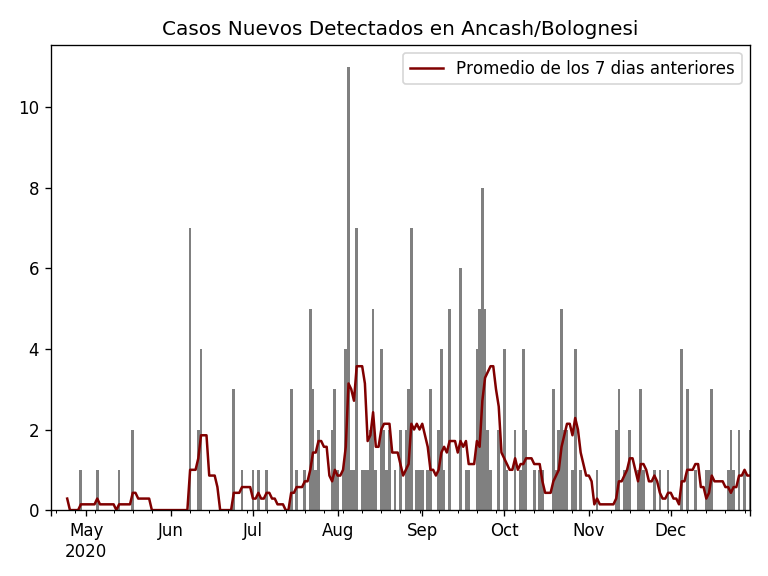 Casos Nuevos Detectados en Ancash/Bolognesi
Promedio de los 7 dias anteriores
10
8
6
4
2
0
May Jun Jul Aug Sep Oct Nov Dec
2020